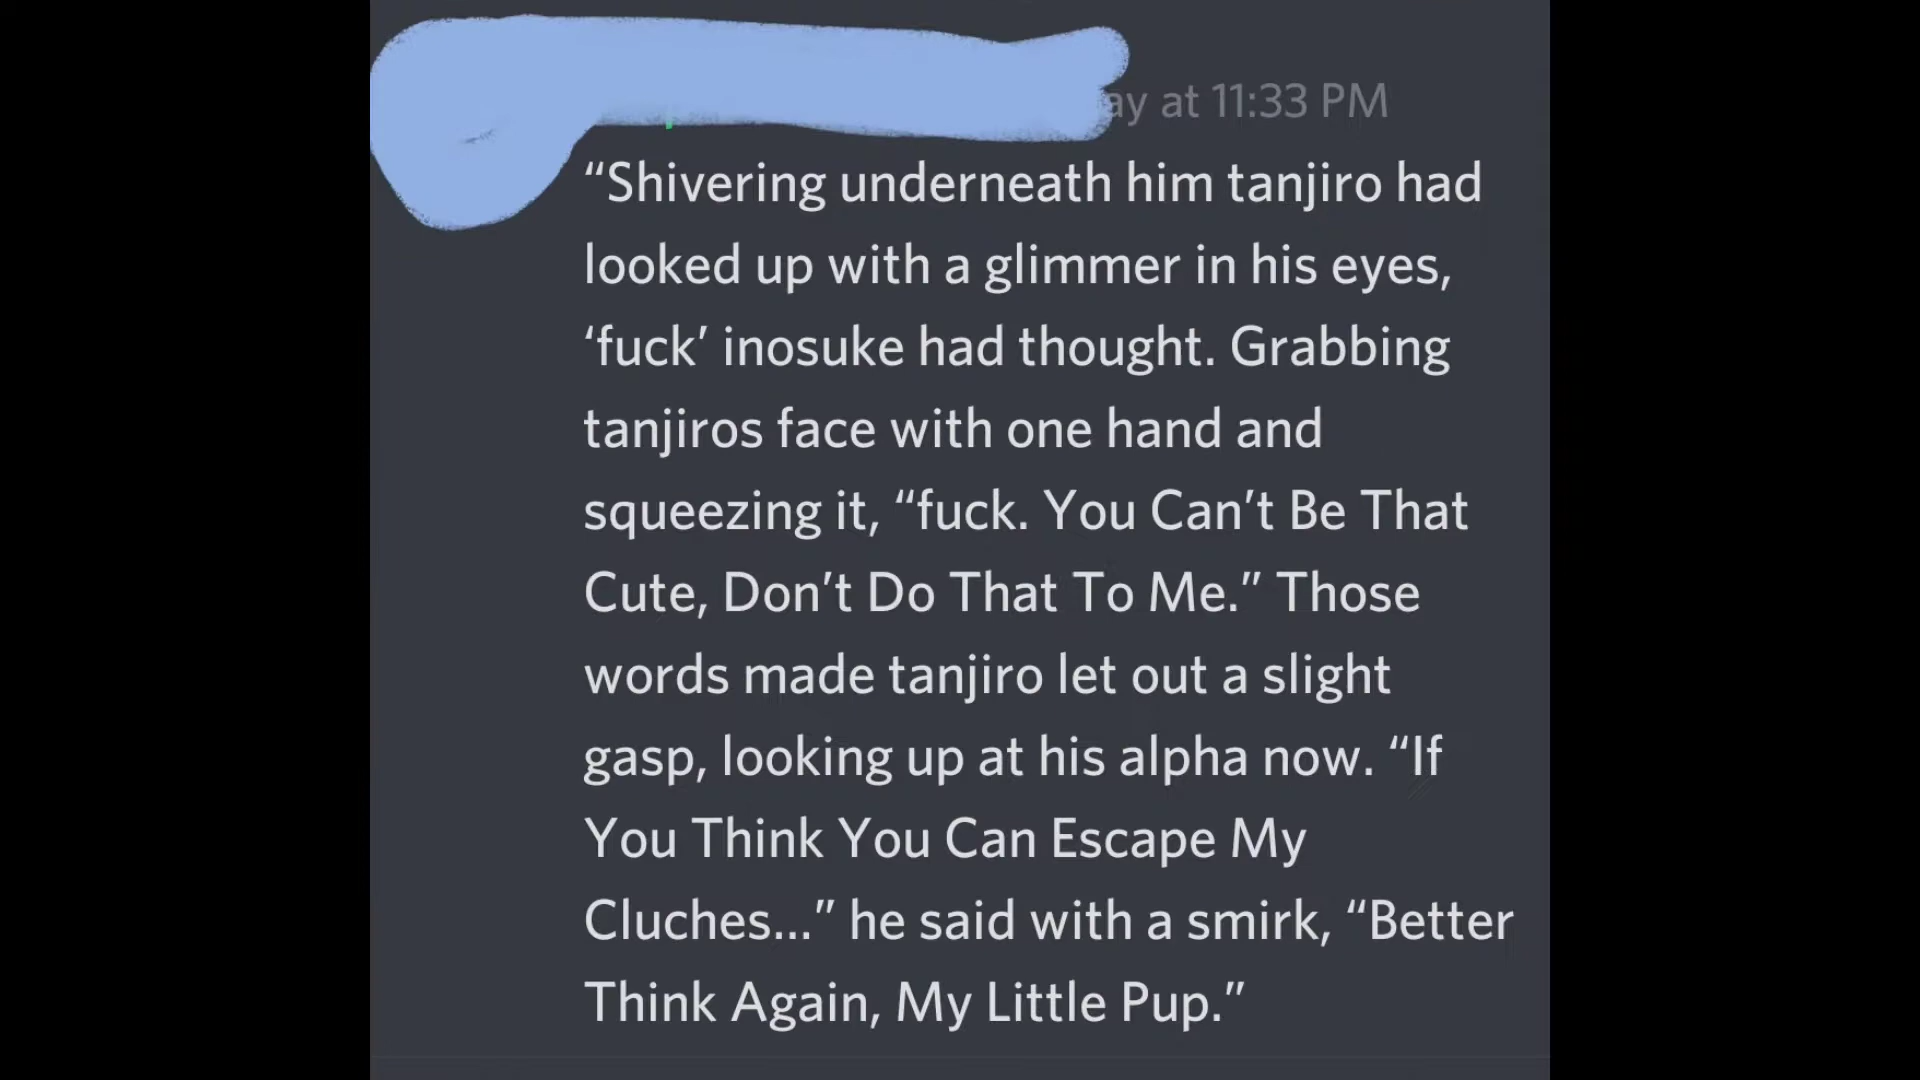 ay at 11:33 PM
“Shivering underneath him tanjiro had
looked up with a glimmer in his eyes,
‘fuck’ inosuke had thought. Grabbing
tanjiros face with one hand and
squeezing it, “fuck. You Can’t Be That
Cute, Don’t Do That To Me.” Those
words made tanjiro let out a slight
gasp, looking up at his alpha now. “If
You Think You Can Escape My
Cluches...” he said with a smirk, “Better
Think Again, My Little Pup.”